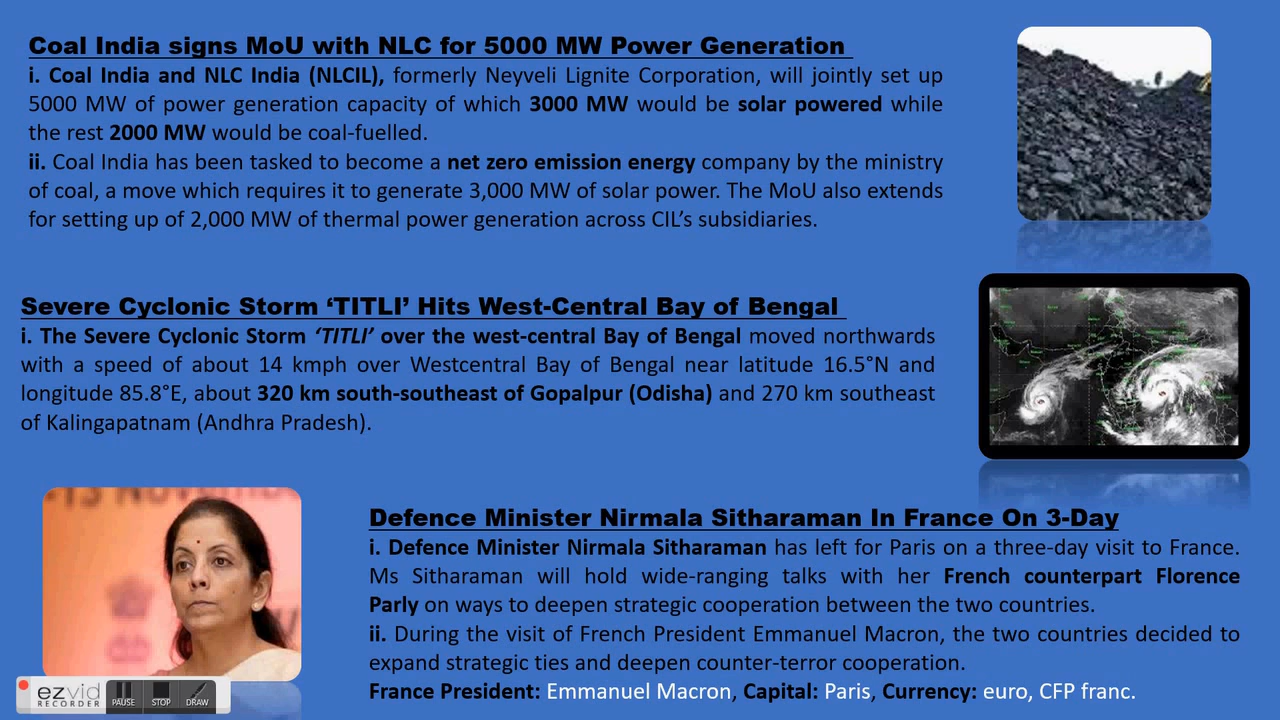 Coal India signs MoU with NLC for 5000 MW Power Generation
i. Coal India and NLC India (NLCIL), formerly Neyveli Lignite Corporation, will jointly set up
5000 MW of power generation capacity of which 3000 MW would be solar powered while
the rest 2000 MW would be coal-fuelled.
ii. Coal India has been tasked to become a net zero emission energy company by the ministry
of coal, a move which requires it to generate 3,000 MW of solar power. The MoU also extends
for setting up of 2,000 MW of thermal power generation across CIL’s subsidiaries.
Severe Cyclonic Storm ‘TITLI’ Hits West-Central Bay of Bengal
i. The Severe Cyclonic Storm ‘TITLI’ over the west-central Bay of Bengal moved northwards
with a speed of about 14 kmph over Westcentral Bay of Bengal near latitude 16.5°N and
longitude 85.8°E, about 320 km south-southeast of Gopalpur (Odisha) and 270 km southeast
of Kalingapatnam (Andhra Pradesh).
Defence Minister Nirmala Sitharaman In France On 3-Day
i. Defence Minister Nirmala Sitharaman has left for Paris on a three-day visit to France.
Ms Sitharaman will hold wide-ranging talks with her French counterpart Florence
Parly on ways to deepen strategic cooperation between the two countries.
ii. During the visit of French President Emmanuel Macron, the two countries decided to
expand strategic ties and deepen counter-terror cooperation.
France President: Emmanuel Macron, Capital: Paris, Currency: euro, CFP franc.
ezvid
RECORDER
PAUSE STOP DRAW